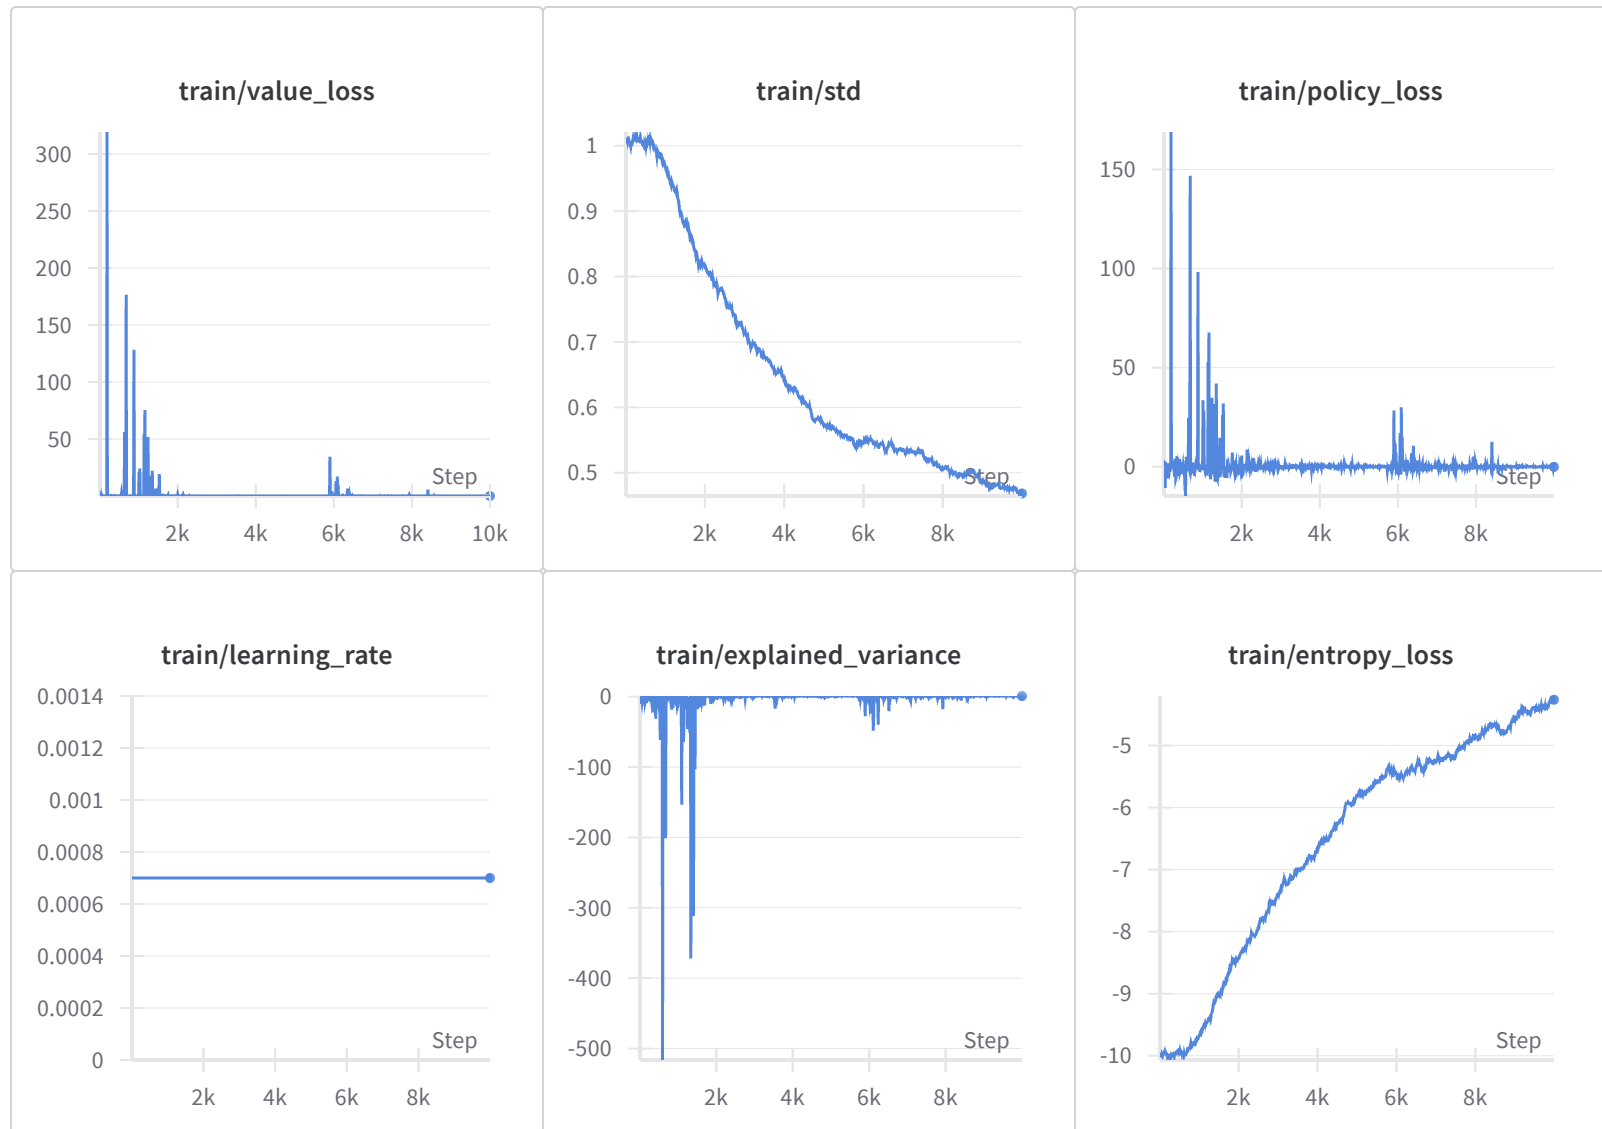 train/value_loss
300
250
200
150
100
50
Step
2k
4k
6k
8k
10k
train/std
1
0.9
0.8
0.7
0.6
0.5
Step
2k
4k
6k
8k
train/policy_loss
150
100
50
0
Step
2k
4k
6k
8k
train/learning_rate
0.0014
0.0012
0.001
0.0008
0.0006
0.0004
0.0002
0
Step
2k
4k
6k
8k
train/explained_variance
0
-100
-200
-300
-400
-500
Step
2k
4k
6k
8k
train/entropy_loss
-5
-6
-7
-8
-9
-10
Step
2k
4k
6k
8k